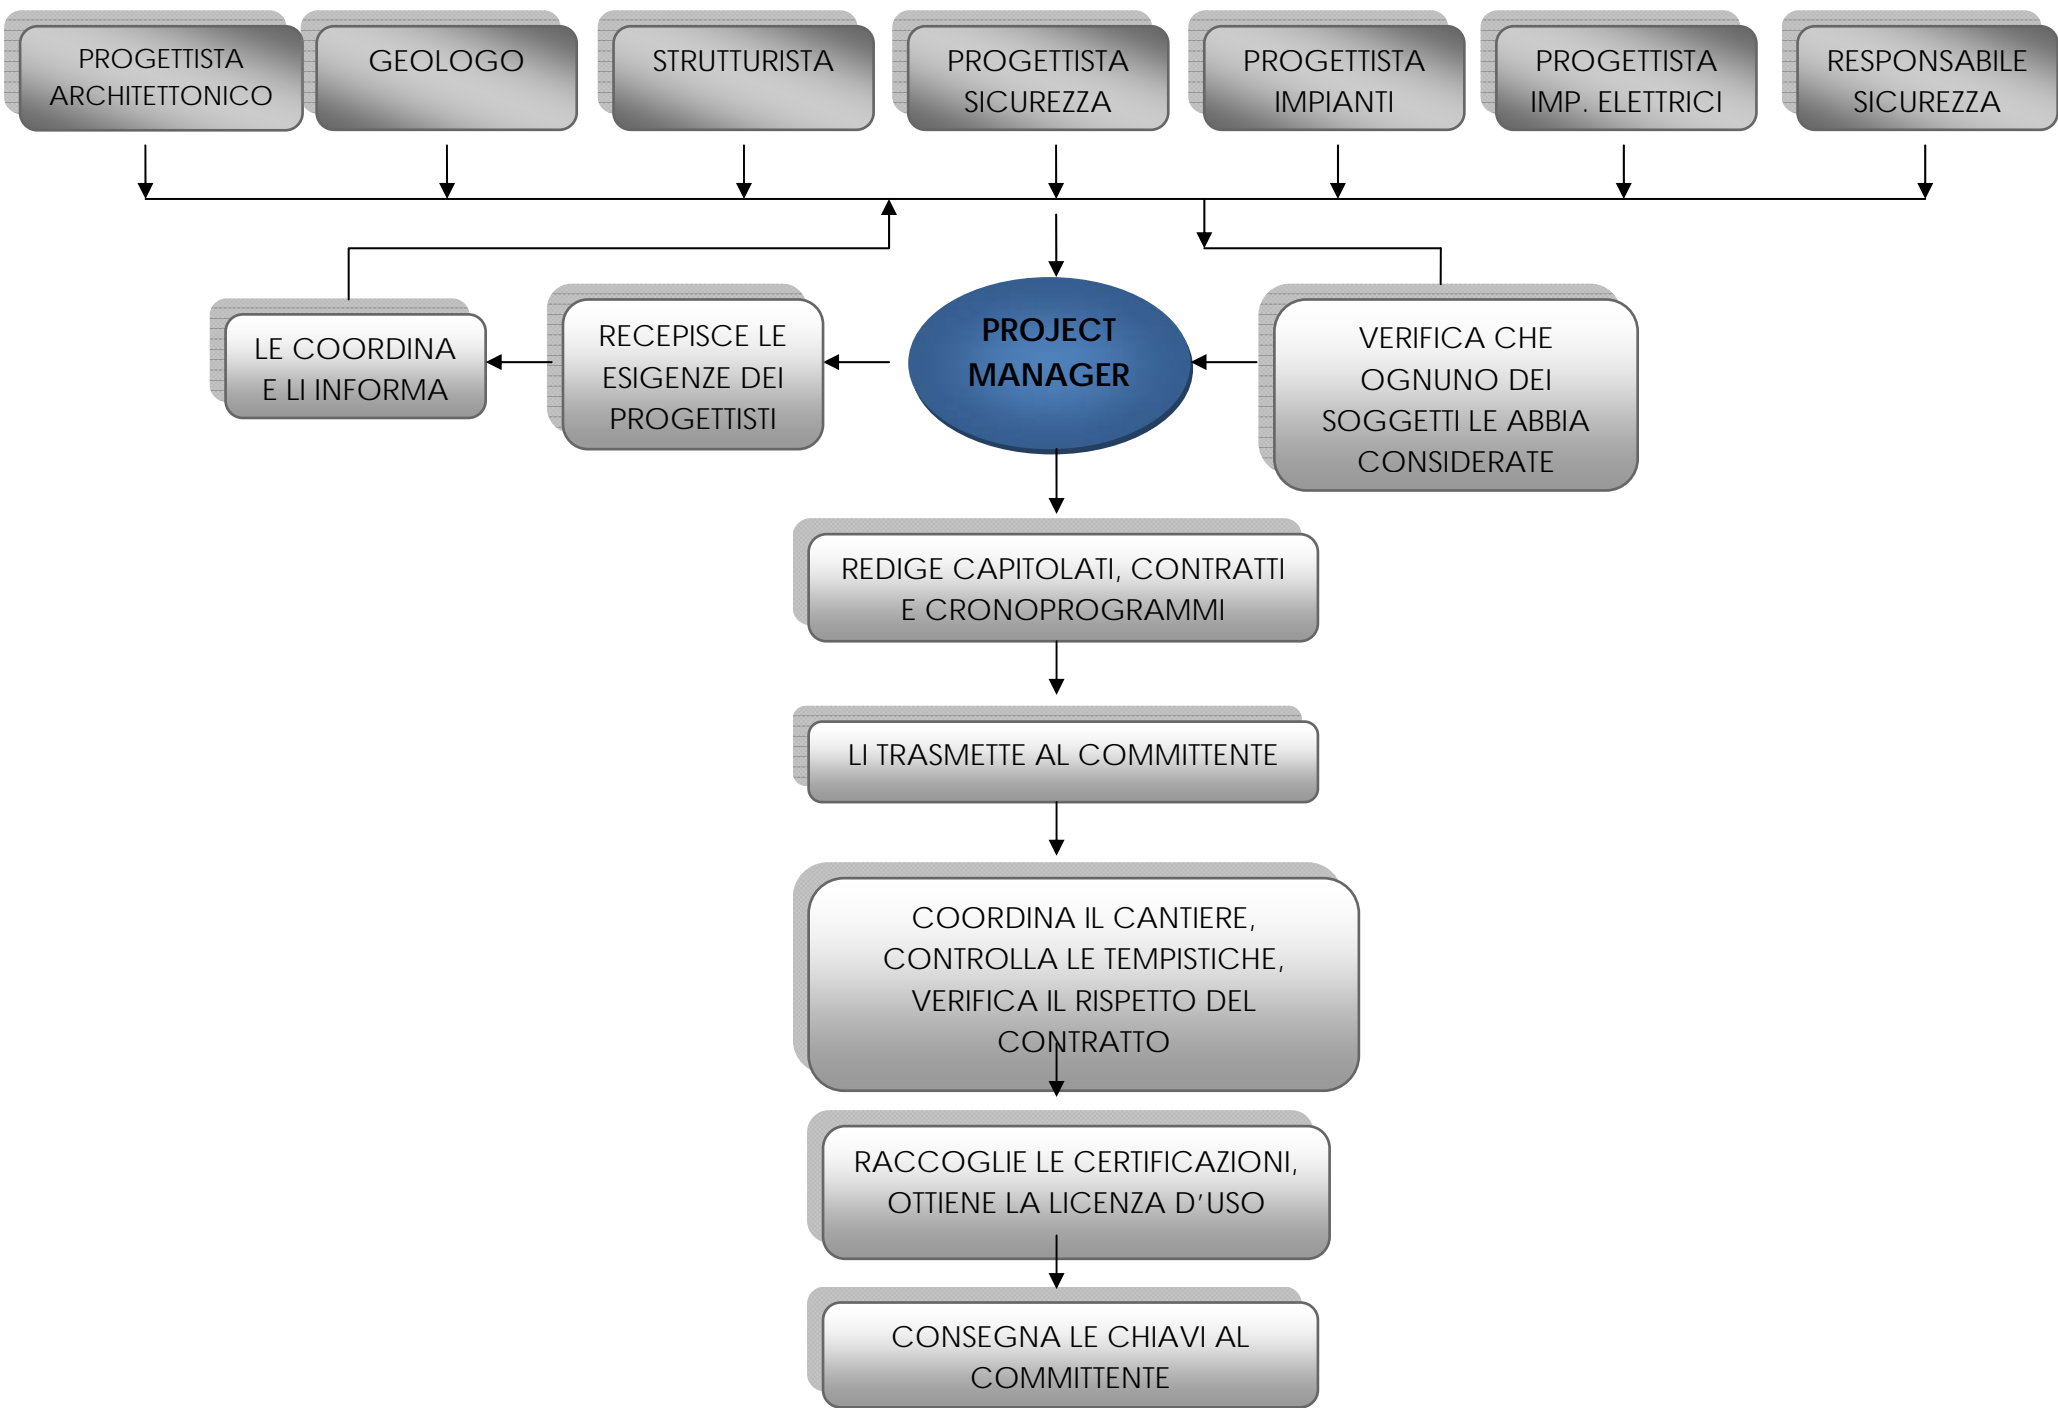 PROGETTISTA
ARCHITETTONICO
GEOLOGO
STRUTTURISTA
PROGETTISTA
SICUREZZA
PROGETTISTA
IMPIANTI
PROGETTISTA
IMP. ELETTRICI
RESPONSABILE
SICUREZZA
LE COORDINA
E LI INFORMA
RECEPISCE LE
ESIGENZE DEI
PROGETTISTI
PROJECT
MANAGER
VERIFICA CHE
OGNUNO DEI
SOGGETTI LE ABBIA
CONSIDERATE
REDIGE CAPITOLATI, CONTRATTI
E CRONOPROGRAMMI
LI TRASMETTE AL COMMITTENTE
COORDINA IL CANTIERE,
CONTROLLA LE TEMPISTICHE,
VERIFICA IL RISPETTO DEL
CONTRATTO
RACCOGLIE LE CERTIFICAZIONI,
OTTIENE LA LICENZA D’USO
CONSEGNA LE CHIAVI AL
COMMITTENTE